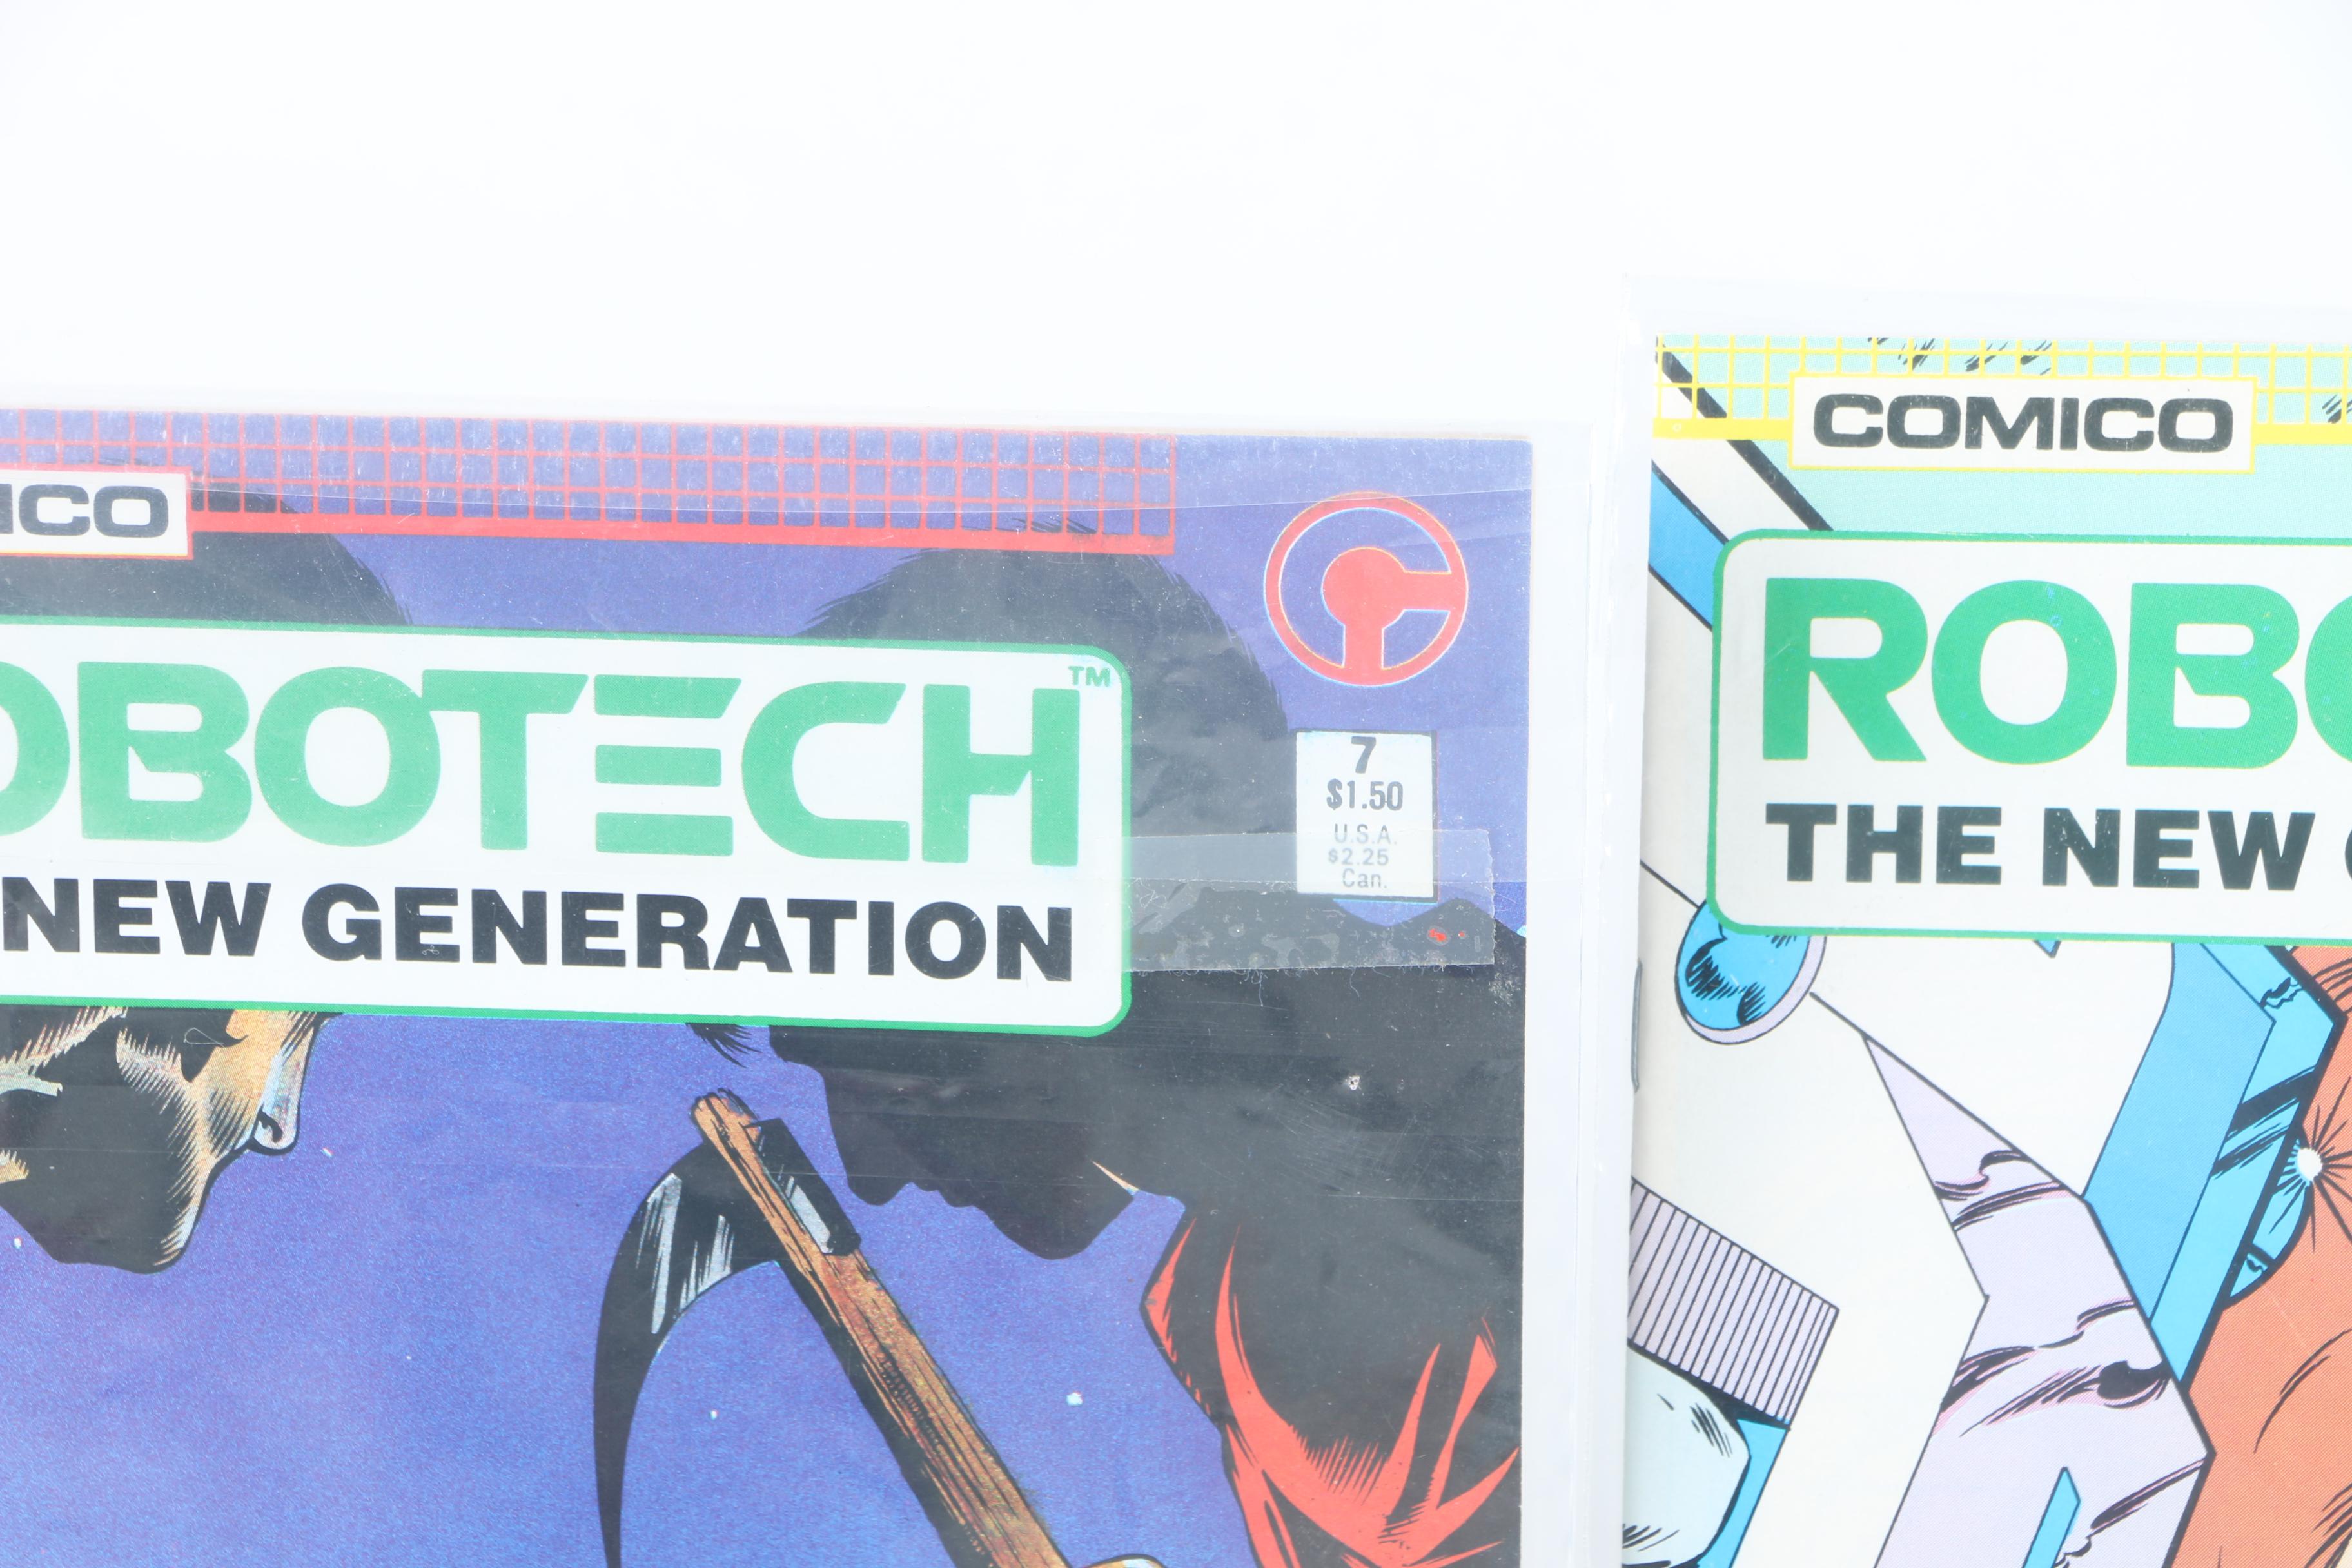 ICO
OBOTECH™
NEW GENERATION
7
$1.50
U.S.A.
$2.25
Can.
COMICO
ROBO
THE NEW